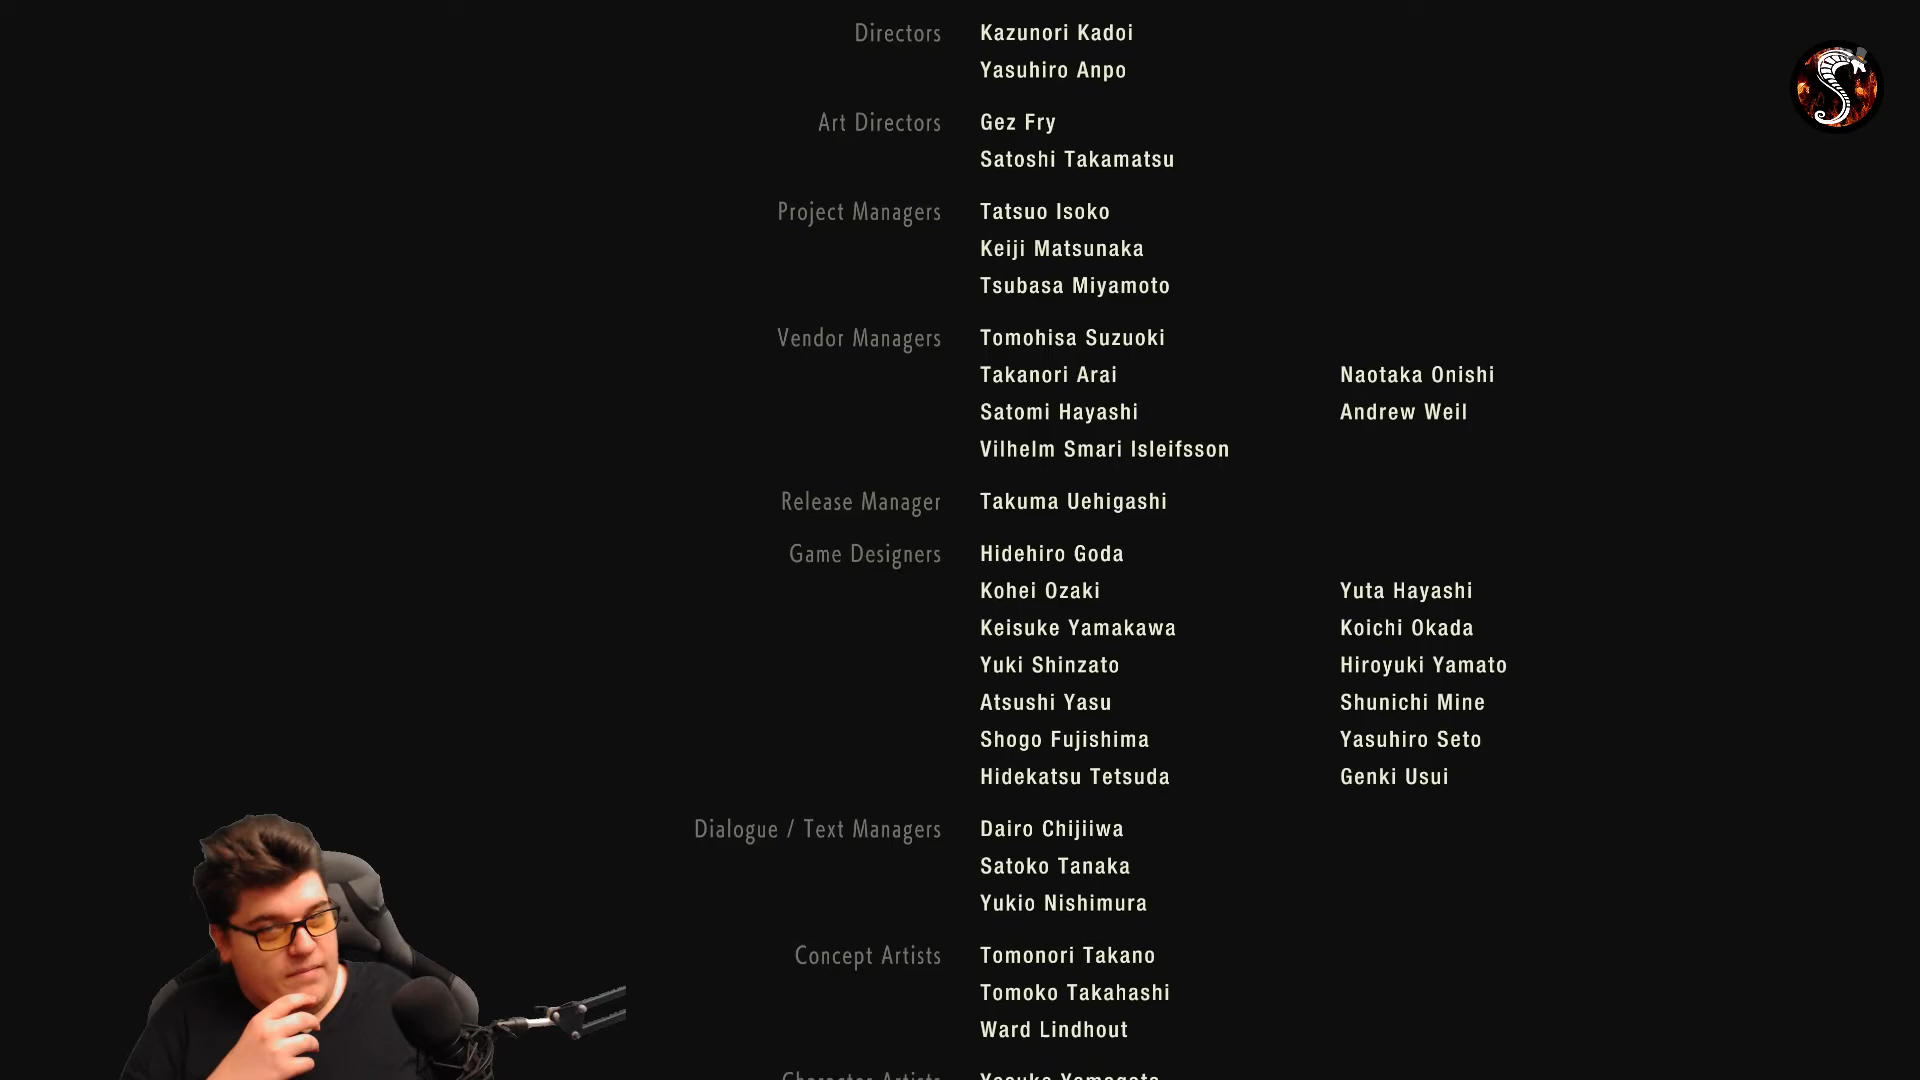 Directors Kazunori Kadoi
Yasuhiro Anpo
Art Directors Gez Fry
Satoshi Takamatsu
Project Managers Tatsuo Isoko
Keiji Matsunaka
Tsubasa Miyamoto
Vendor Managers Tomohisa Suzuoki
Takanori Arai Naotaka Onishi
Satomi Hayashi Andrew Weil
Vilhelm Smari Isleifsson
Release Manager Takuma Uehigashi
Game Designers Hidehiro Goda
Kohei Ozaki Yuta Hayashi
Keisuke Yamakawa Koichi Okada
Yuki Shinzato Hiroyuki Yamato
Atsushi Yasu Shunichi Mine
Shogo Fujishima Yasuhiro Seto
Hidekatsu Tetsuda Genki Usui
Dialogue / Text Managers Dairo Chijiiwa
Satoko Tanaka
Yukio Nishimura
Concept Artists Tomonori Takano
Tomoko Takahashi
Ward Lindhout
Character Artists